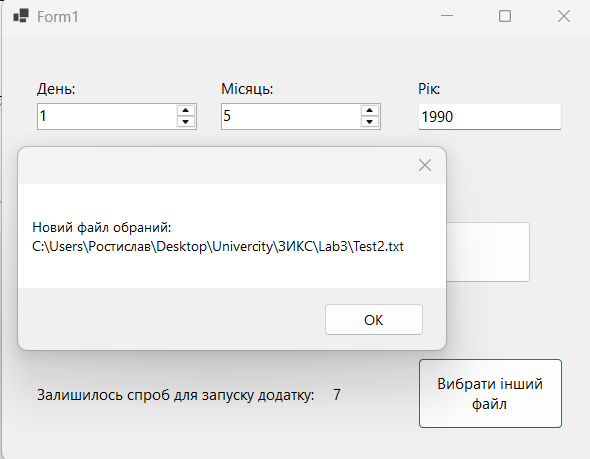 Form1
День:
Місяць:
Рік:
1
5
1990
Новий файл обраний:
C:\Users\Ростислав\Desktop\Univercity\ЗИКС\Lab3\Test2.txt
OK
Залишилось спроб для запуску додатку: 7
Вибрати інший
файл